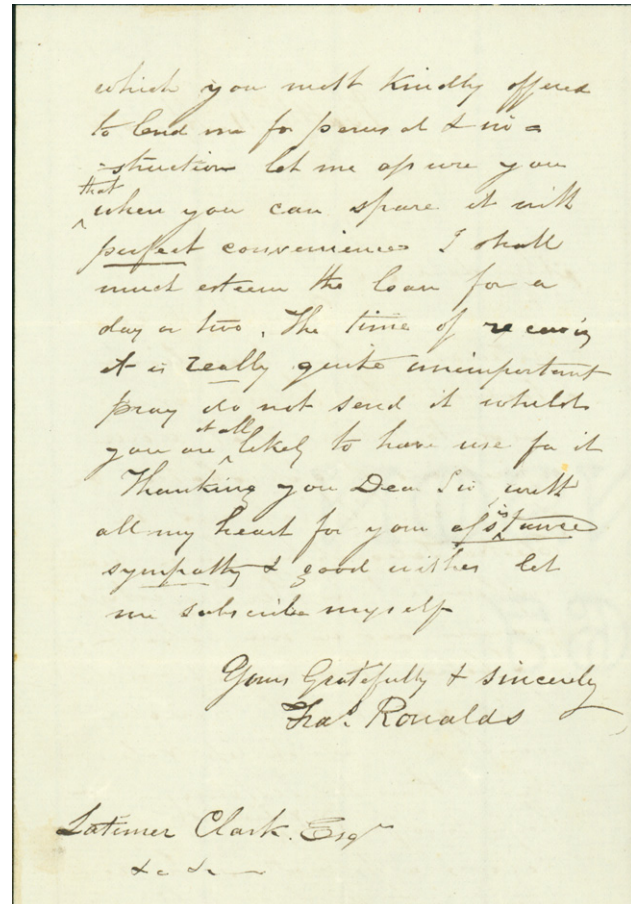 which you most kindly offered
to lend me for perusal & in=
=struction let me assure you
that
when you can spare it with
perfect convenience I shall
much esteem the loan for a
day or two. The time of
it is really quite unimportant
pray do not send it whilst
at all
you are likely to have use for it
Thanking you Dear Sir with
all my heart for your assistance
sympathy & good wishes let
me subscribe myself
Yours Gratefully & sincerely
Fras. Ronalds
Latimer Clark. Esqr
&c &c